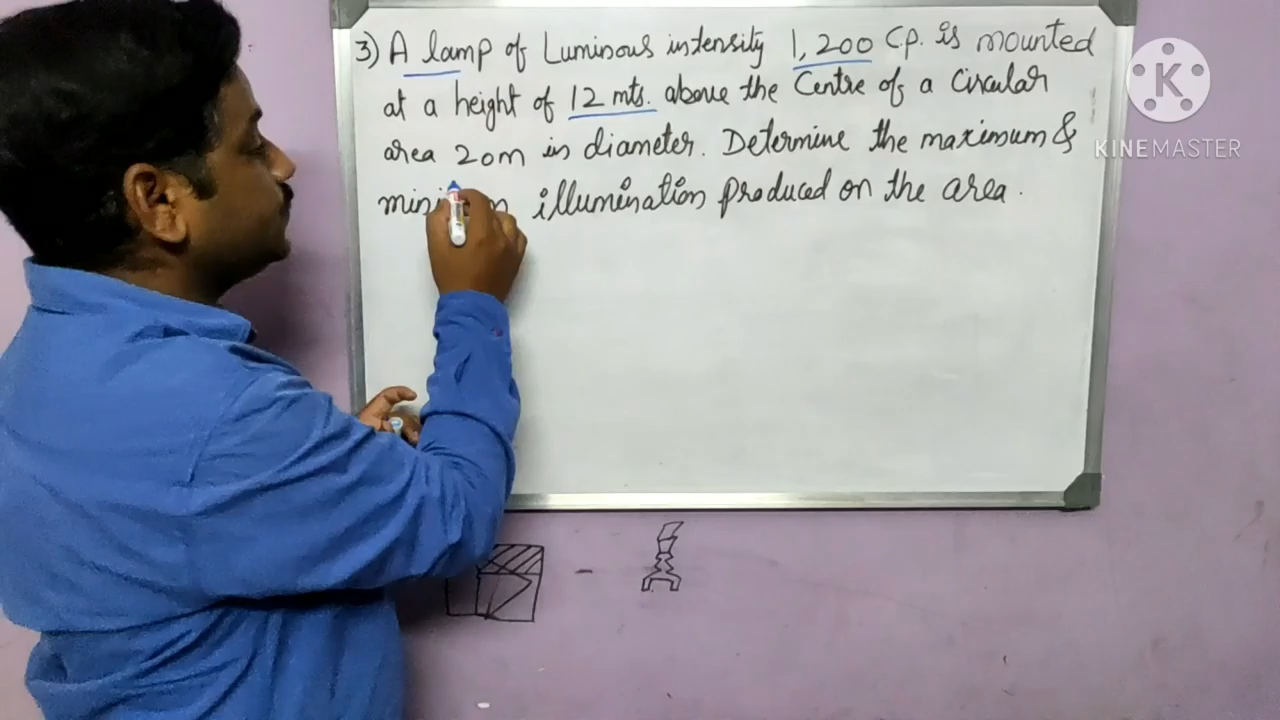 3) A lamp of Luminous intensity 1,200 C.p. is mounted
at a height of 12 mts. above the Centre of a Circular
area 20m in diameter. Determine the maximum &
illumination produced on the area.
K
KINEMASTER